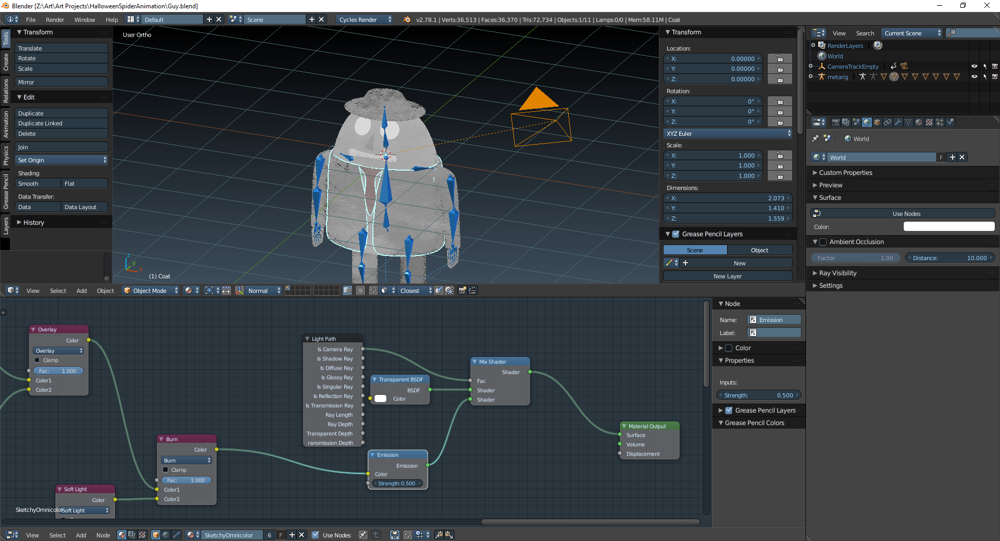 Blender [Z:\Art\Art Projects\HalloweenSpiderAnimation\Guy.blend]
File Render Window Help Default Scene Cycles Render v2.78.1 | Verts:36,513 | Faces:36,370 | Tris:72,734 | Objects:1/11 | Lamps:0/0 | Mem:58.11M | Coat
Tools
Create
Relations
Animation
Physics
Grease Pencil
Layers
Transform
Translate
Rotate
Scale
Mirror
Edit
Duplicate
Duplicate Linked
Delete
Join
Set Origin
Shading:
Smooth Flat
Data Transfer:
Data Data Layout
History
User Ortho
z
y
x
(1) Coat
Transform
Location:
X: 0.00000
Y: 0.00000
Z: 0.00000
Rotation:
X: 0°
Y: 0°
Z: 0°
XYZ Euler
Scale:
X: 1.000
Y: 1.000
Z: 1.000
Dimensions:
X: 2.073
Y: 1.410
Z: 1.559
Grease Pencil Layers
Scene Object
New
New Layer
View Search Current Scene
RenderLayers
World
CameraTrackEmpty
metarig
World
World F
Custom Properties
Preview
Surface
Use Nodes
Color:
Ambient Occlusion
Factor: 1.00 Distance: 10.000
Ray Visibility
Settings
View Select Add Object Object Mode Normal Closest
Overlay
Color
Overlay
Clamp
Fac: 1.000
Color1
Color2
Burn
Color
Burn
Clamp
Fac: 1.000
Color1
Color2
Soft Light
Color
Soft Light
SketchyOmnicolor
Light Path
Is Camera Ray
Is Shadow Ray
Is Diffuse Ray
Is Glossy Ray
Is Singular Ray
Is Reflection Ray
Is Transmission Ray
Ray Length
Ray Depth
Transparent Depth
ransmission Depth
Transparent BSDF
BSDF
Color
Emission
Emission
Color
Strength:0.500
Mix Shader
Shader
Fac
Shader
Shader
Material Output
Surface
Volume
Displacement
Node
Name: Emission
Label:
Color
Properties
Inputs:
Strength: 0.500
Grease Pencil Layers
Grease Pencil Colors
View Select Add Node SketchyOmnicolor 6 F Use Nodes